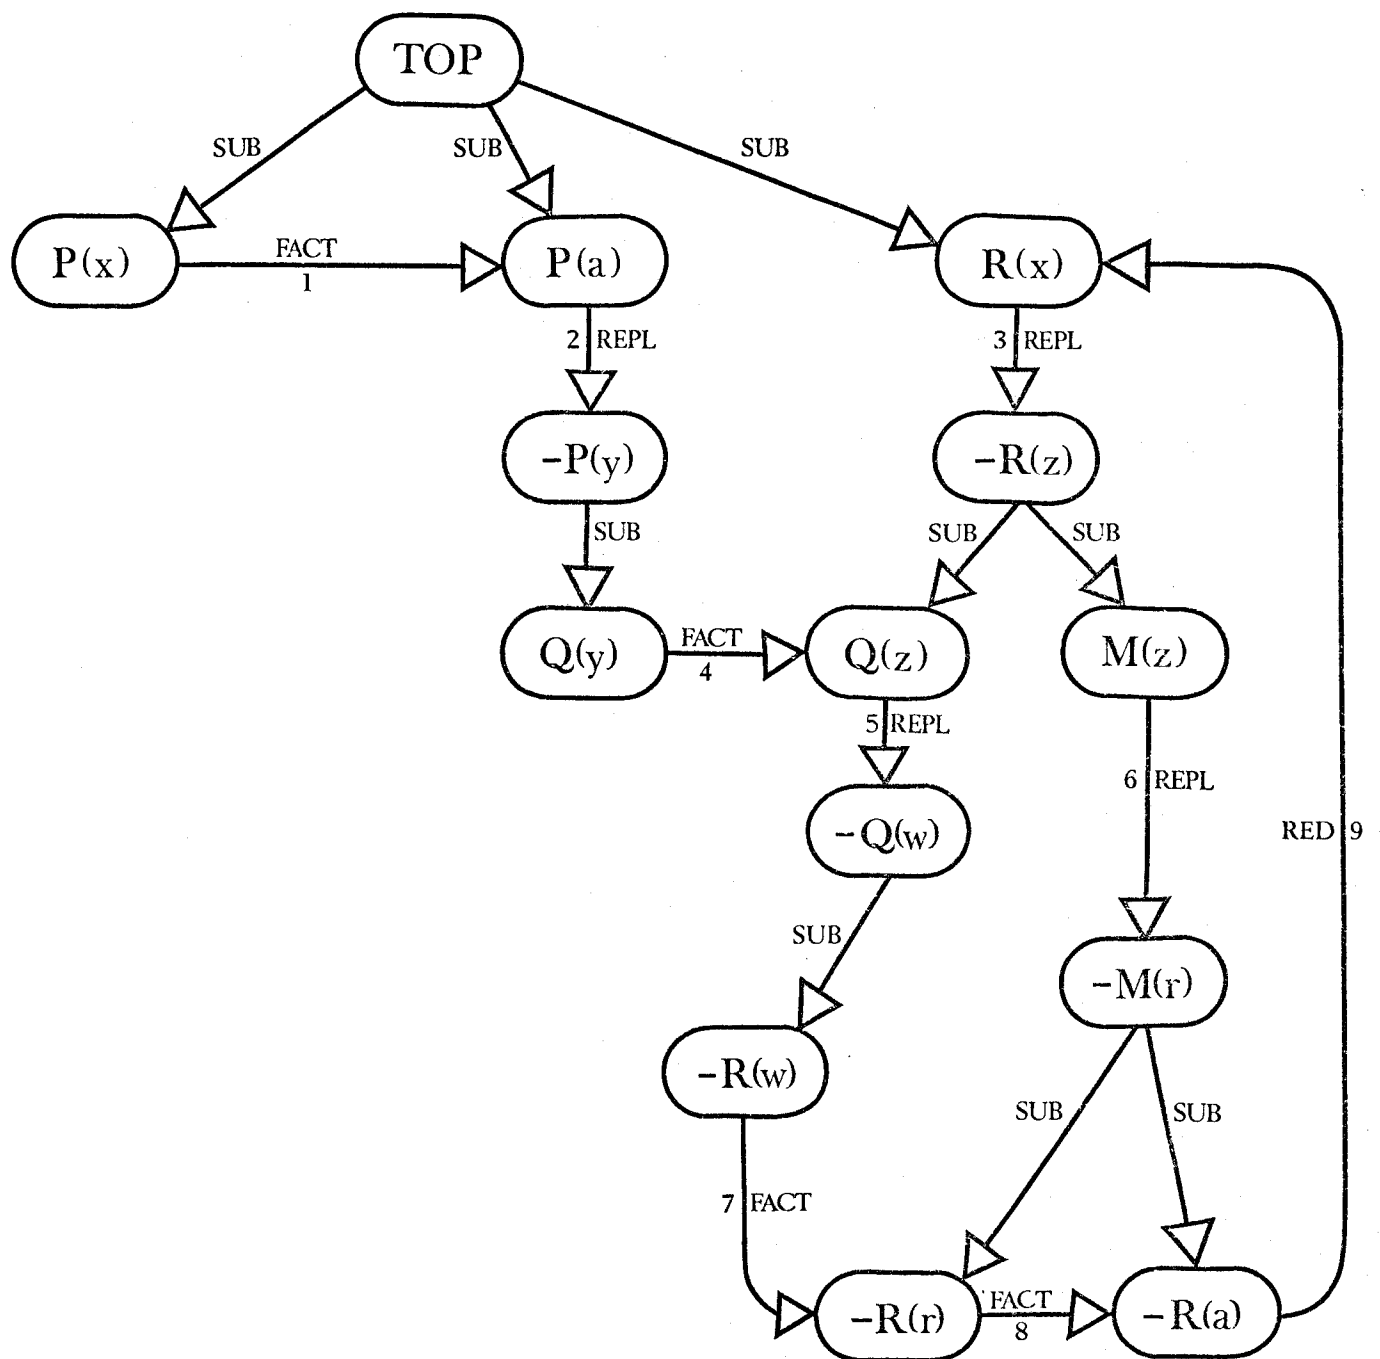 TOP
SUB
SUB
SUB
P(x)
FACT
1
P(a)
R(x)
2 REPL
3 REPL
-P(y)
-R(z)
SUB
SUB
SUB
Q(y)
FACT
4
Q(z)
M(z)
5 REPL
6 REPL
-Q(w)
RED 9
SUB
-M(r)
-R(w)
SUB
SUB
7 FACT
-R(r)
FACT
8
-R(a)